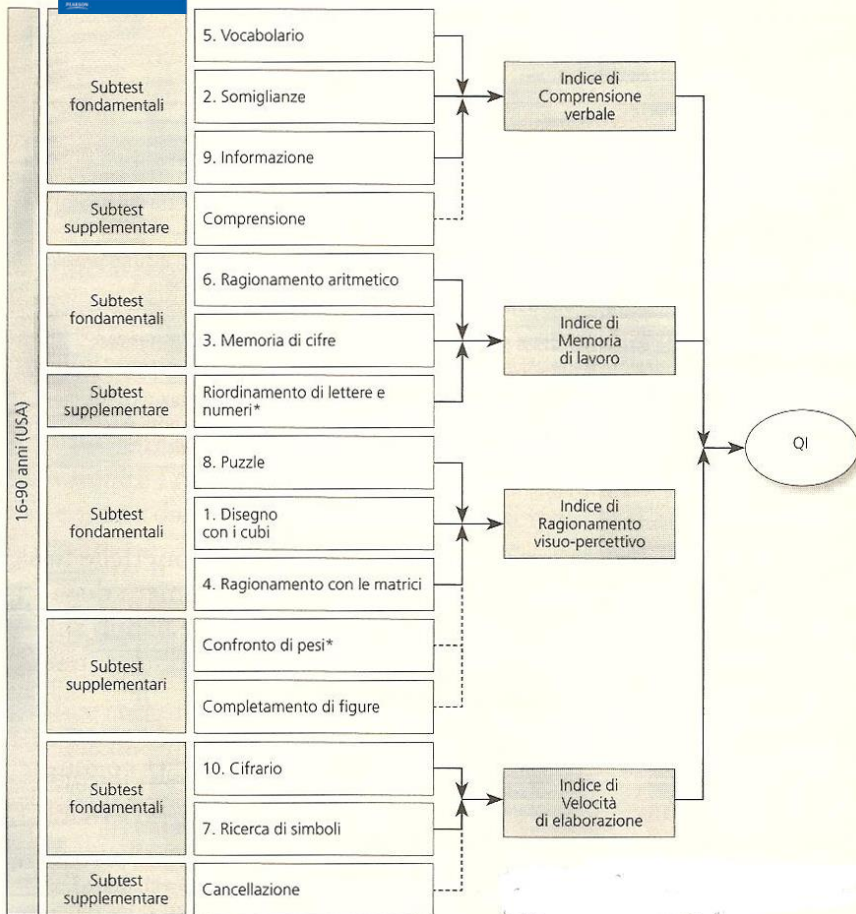 PEARSON
16-90 anni (USA)
Subtest
fondamentali
5. Vocabolario
2. Somiglianze
9. Informazione
Indice di
Comprensione
verbale
Subtest
supplementare
Comprensione
Subtest
fondamentali
6. Ragionamento aritmetico
3. Memoria di cifre
Indice di
Memoria
di lavoro
Subtest
supplementare
Riordinamento di lettere e
numeri*
QI
Subtest
fondamentali
8. Puzzle
1. Disegno
con i cubi
4. Ragionamento con le matrici
Indice di
Ragionamento
visuo-percettivo
Subtest
supplementari
Confronto di pesi*
Completamento di figure
Subtest
fondamentali
10. Cifrario
7. Ricerca di simboli
Indice di
Velocità
di elaborazione
Subtest
supplementare
Cancellazione